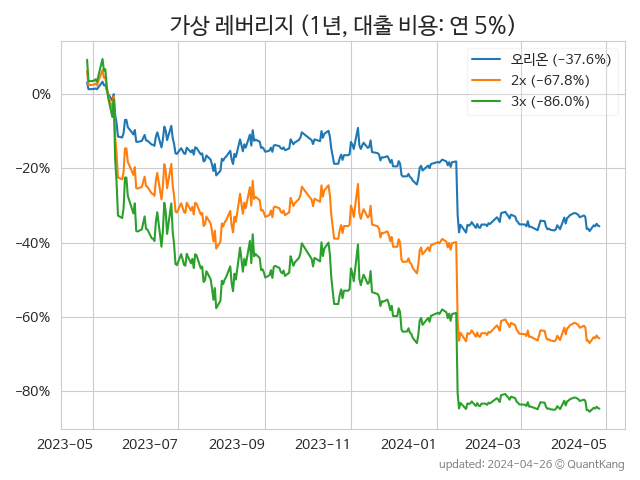 가상 레버리지 (1년, 대출 비용: 연 5%)
오리온 (−37.6%)
2x (−67.8%)
3x (−86.0%)
0%
−20%
−40%
−60%
−80%
2023-05 2023-07 2023-09 2023-11 2024-01 2024-03 2024-05
updated: 2024-04-26 © QuantKang